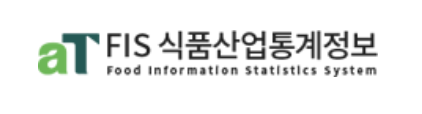 aT FIS 식품산업통계정보
Food Information Statistics System